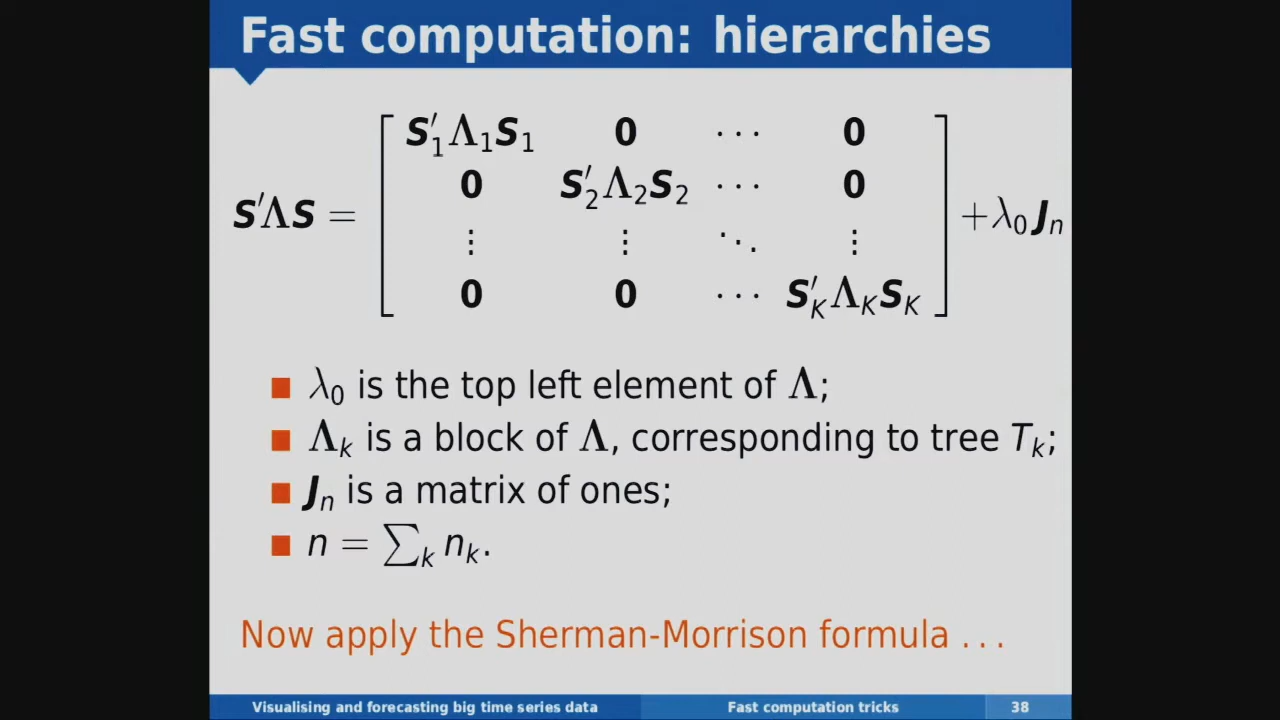 Fast computation: hierarchies
S′ΛS = [ S′₁Λ₁S₁ 0 ⋯ 0
0 S′₂Λ₂S₂ ⋯ 0
⋮ ⋮ ⋱ ⋮
0 0 ⋯ S′_KΛ_KS_K ] +λ₀J_n
λ₀ is the top left element of Λ;
Λ_k is a block of Λ, corresponding to tree T_k;
J_n is a matrix of ones;
n = ∑_k n_k.
Now apply the Sherman-Morrison formula . . .
Visualising and forecasting big time series data Fast computation tricks 38